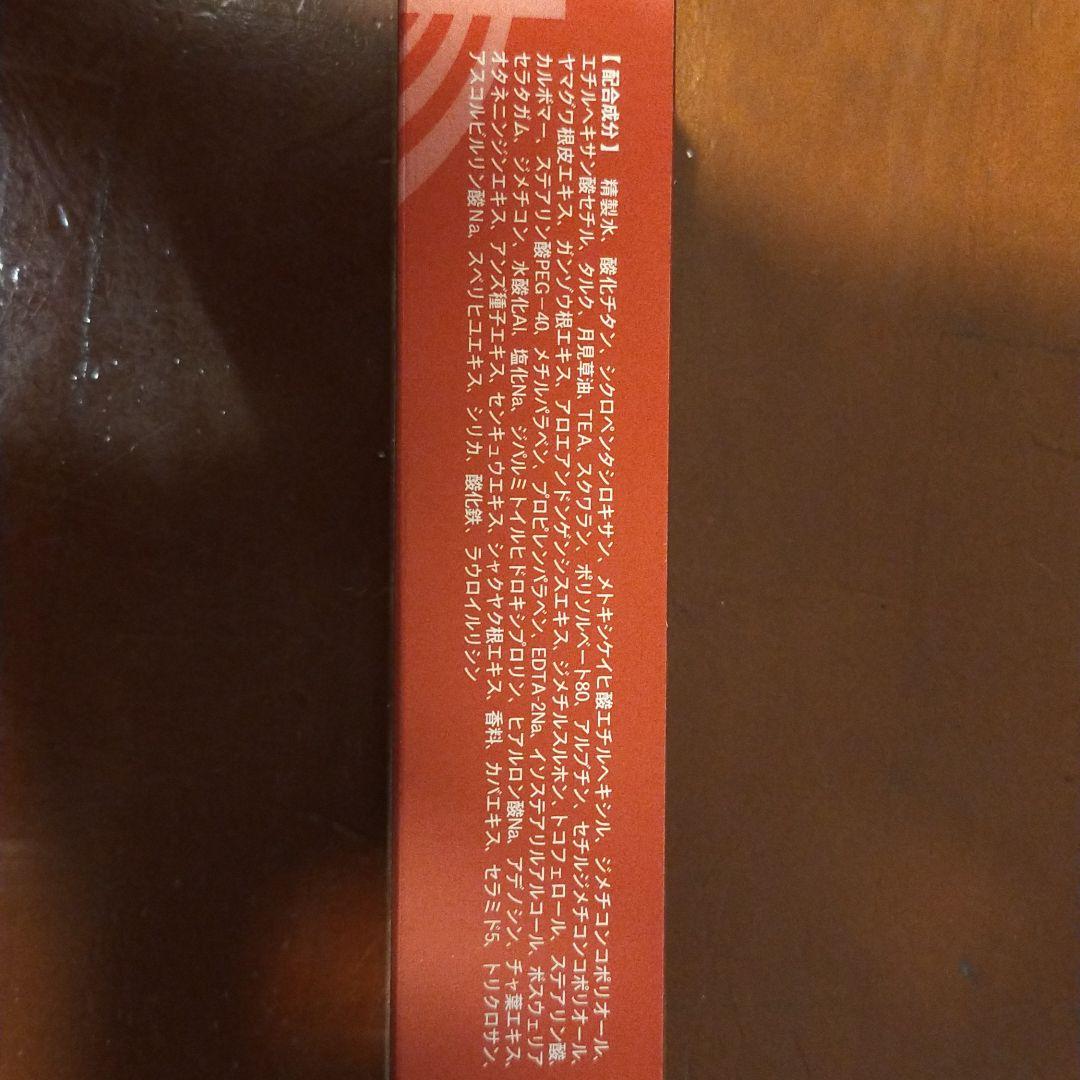 【配合成分】 精製水、酸化チタン、シクロペンタシロキサン、メトキシケイヒ酸エチルヘキシル、ジメチコンコポリオール、
エチルヘキサン酸セチル、タルク、月見草油、TEA、スクワラン、ポリソルベート80、アルブチン、セチルジメチコンコポリオール、
ヤマグワ根皮エキス、ガンゾウ根エキス、アロエアンドンゲンシスエキス、ジメチルスルホン、トコフェロール、ステアリン酸、
カルボマー、ステアリン酸PEG－40、メチルパラベン、プロピレンパラベン、EDTA-2Na、イソステアリルアルコール、ボスウェリア
セラタガム、ジメチコン、水酸化Al、塩化Na、ジパルミトイルヒドロキシプロリン、ヒアルロン酸Na、アデノシン、チャ葉エキス、
オタネニンジンエキス、アンズ種子エキス、センキュウエキス、シャクヤク根エキス、香料、カバエキス、セラミド5、トリクロサン、
アスコルビルリン酸Na、スベリヒユエキス、シリカ、酸化鉄、ラウロイルリシン